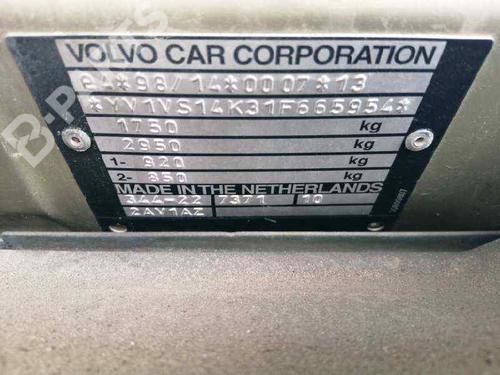 VOLVO CAR CORPORATION
e4*98/14*0007*13
*YV1VS14K31F665954*
1750 kg
2950 kg
1- 920 kg
2- 850 kg
MADE IN THE NETHERLANDS
344-22 7371 10
2AY1AZ
B-PARTS